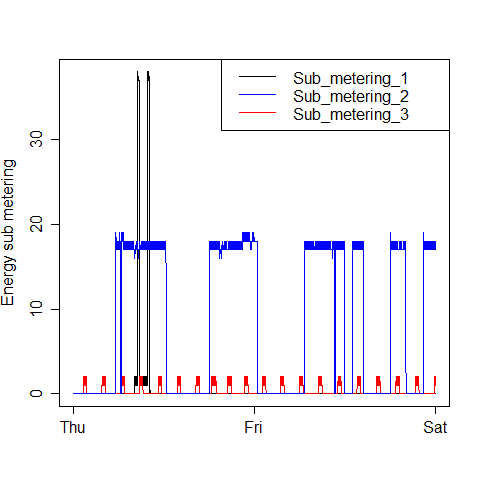 Sub_metering_1
Sub_metering_2
Sub_metering_3
Energy sub metering
30
20
10
0
Thu Fri Sat